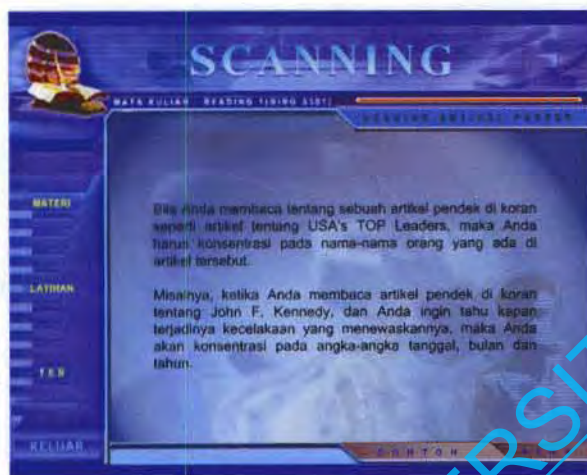 SCANNING
MATA KULIAH READING 1
MATERI
Bila Anda membaca tentang sebuah artikel pendek di koran
seperti artikel tentang USA's TOP Leaders, maka Anda
harus konsentrasi pada nama-nama orang yang ada di
artikel tersebut.
LATIHAN
Misalnya, ketika Anda membaca artikel pendek di koran
tentang John F. Kennedy, dan Anda ingin tahu kapan
terjadinya kecelakaan yang menewaskannya, maka Anda
akan konsentrasi pada angka-angka tanggal, bulan dan
tahun.
TES
KELUAR
CONTOH